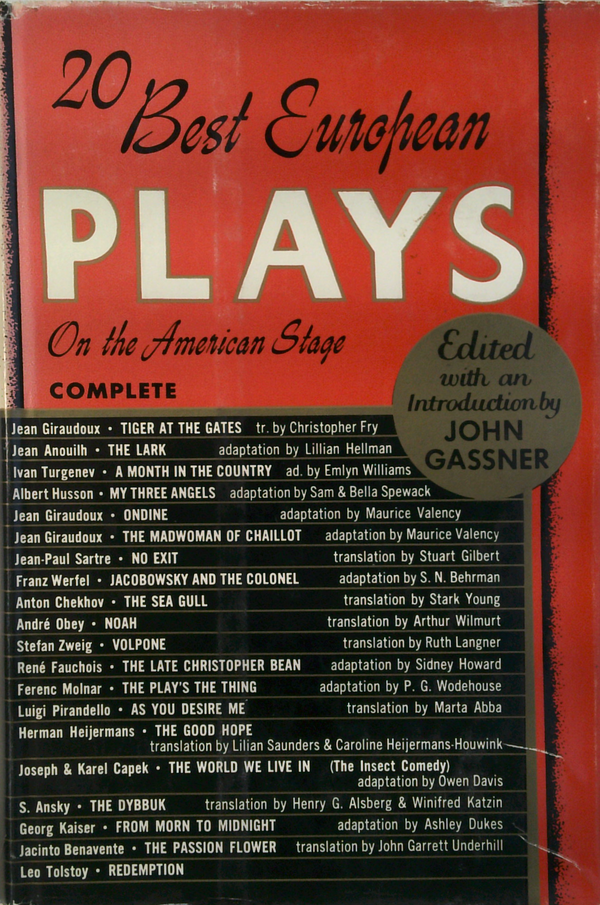 20 Best European
PLAYS
On the American Stage
COMPLETE
Edited
with an
Introduction by
JOHN
GASSNER
Jean Giraudoux • TIGER AT THE GATES tr. by Christopher Fry
Jean Anouilh • THE LARK adaptation by Lillian Hellman
Ivan Turgenev • A MONTH IN THE COUNTRY ad. by Emlyn Williams
Albert Husson • MY THREE ANGELS adaptation by Sam & Bella Spewack
Jean Giraudoux • ONDINE adaptation by Maurice Valency
Jean Giraudoux • THE MADWOMAN OF CHAILLOT adaptation by Maurice Valency
Jean-Paul Sartre • NO EXIT translation by Stuart Gilbert
Franz Werfel • JACOBOWSKY AND THE COLONEL adaptation by S. N. Behrman
Anton Chekhov • THE SEA GULL translation by Stark Young
André Obey • NOAH translation by Arthur Wilmurt
Stefan Zweig • VOLPONE translation by Ruth Langner
René Fauchois • THE LATE CHRISTOPHER BEAN adaptation by Sidney Howard
Ferenc Molnar • THE PLAY'S THE THING adaptation by P. G. Wodehouse
Luigi Pirandello • AS YOU DESIRE ME translation by Marta Abba
Herman Heijermans • THE GOOD HOPE
translation by Lilian Saunders & Caroline Heijermans-Houwink
Joseph & Karel Capek • THE WORLD WE LIVE IN (The Insect Comedy)
adaptation by Owen Davis
S. Ansky • THE DYBBUK translation by Henry G. Alsberg & Winifred Katzin
Georg Kaiser • FROM MORN TO MIDNIGHT adaptation by Ashley Dukes
Jacinto Benavente • THE PASSION FLOWER translation by John Garrett Underhill
Leo Tolstoy • REDEMPTION